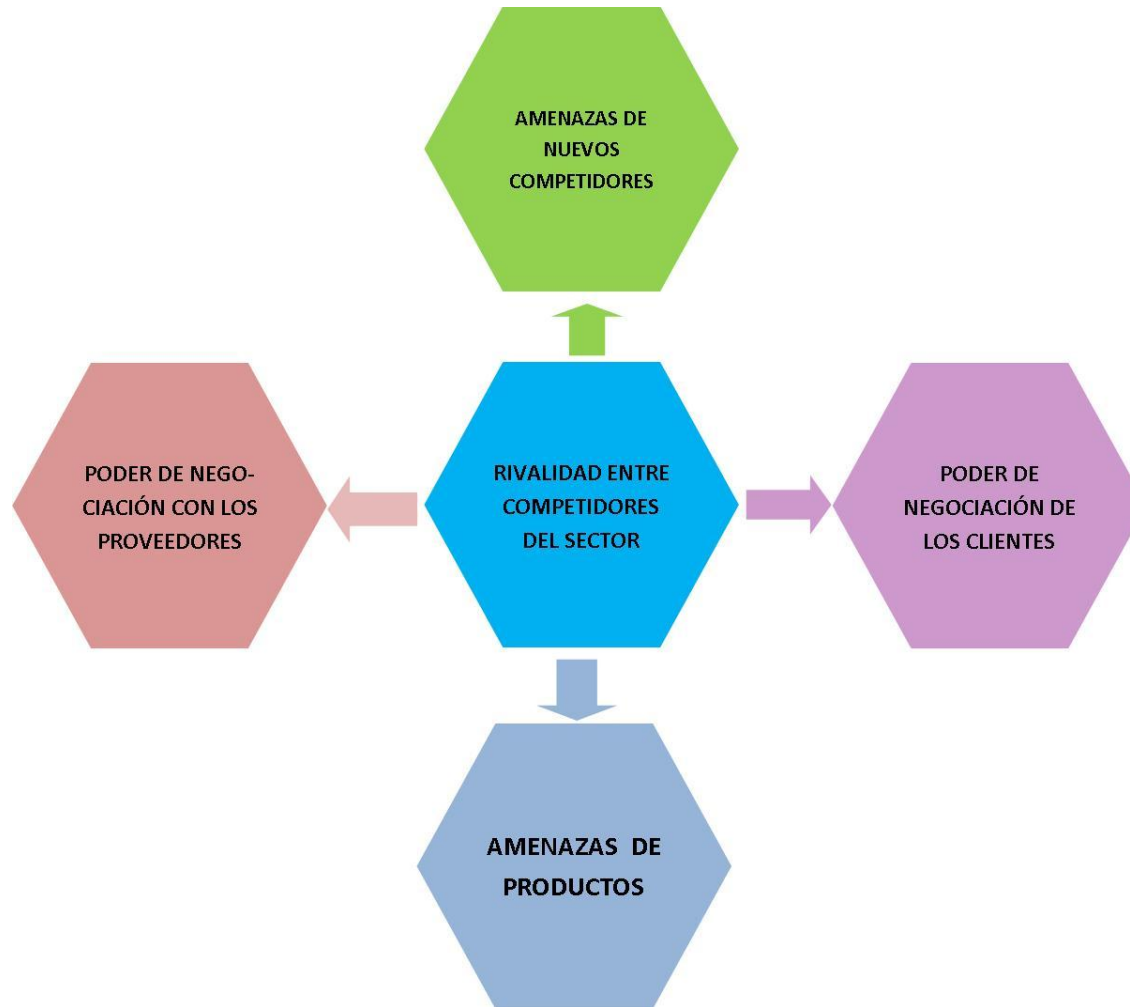 AMENAZAS DE
NUEVOS
COMPETIDORES
PODER DE NEGO-
CIACIÓN CON LOS
PROVEEDORES
RIVALIDAD ENTRE
COMPETIDORES
DEL SECTOR
PODER DE
NEGOCIACIÓN DE
LOS CLIENTES
AMENAZAS DE
PRODUCTOS